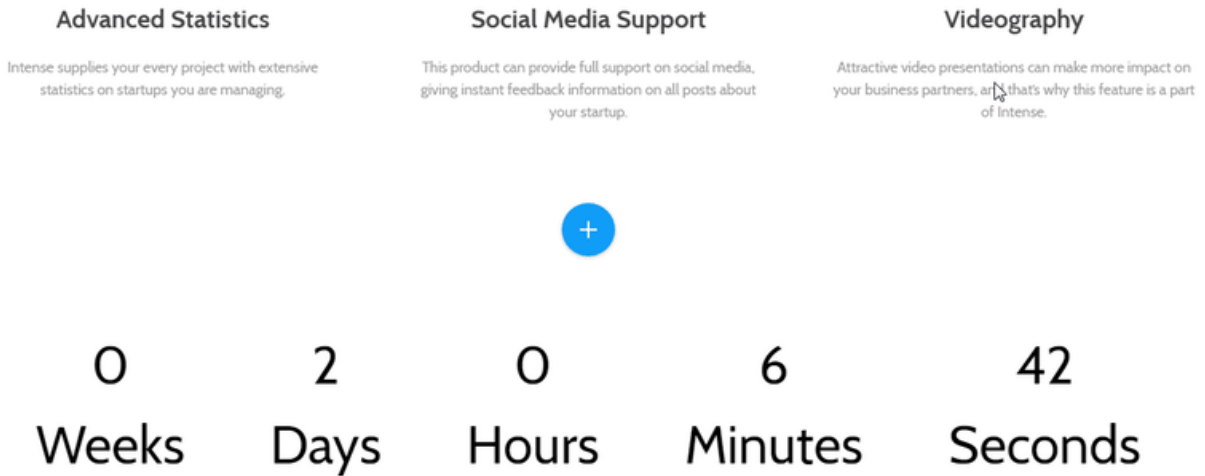 Advanced Statistics
Intense supplies your every project with extensive
statistics on startups you are managing.
Social Media Support
This product can provide full support on social media,
giving instant feedback information on all posts about
your startup.
Videography
Attractive video presentations can make more impact on
your business partners, and that's why this feature is a part
of Intense.
+
0 2 0 6 42
Weeks Days Hours Minutes Seconds